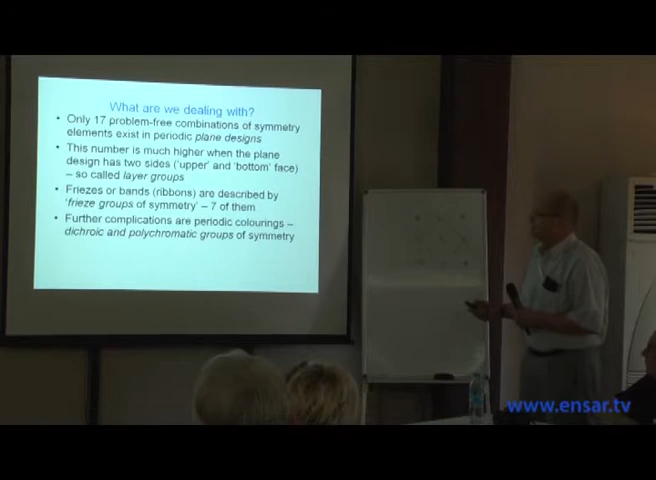 What are we dealing with?
• Only 17 problem-free combinations of symmetry
elements exist in periodic plane designs
• This number is much higher when the plane
design has two sides ('upper' and 'bottom' face)
– so called layer groups
• Friezes or bands (ribbons) are described by
'frieze groups of symmetry' – 7 of them
• Further complications are periodic colourings –
dichroic and polychromatic groups of symmetry
www.ensar.tv